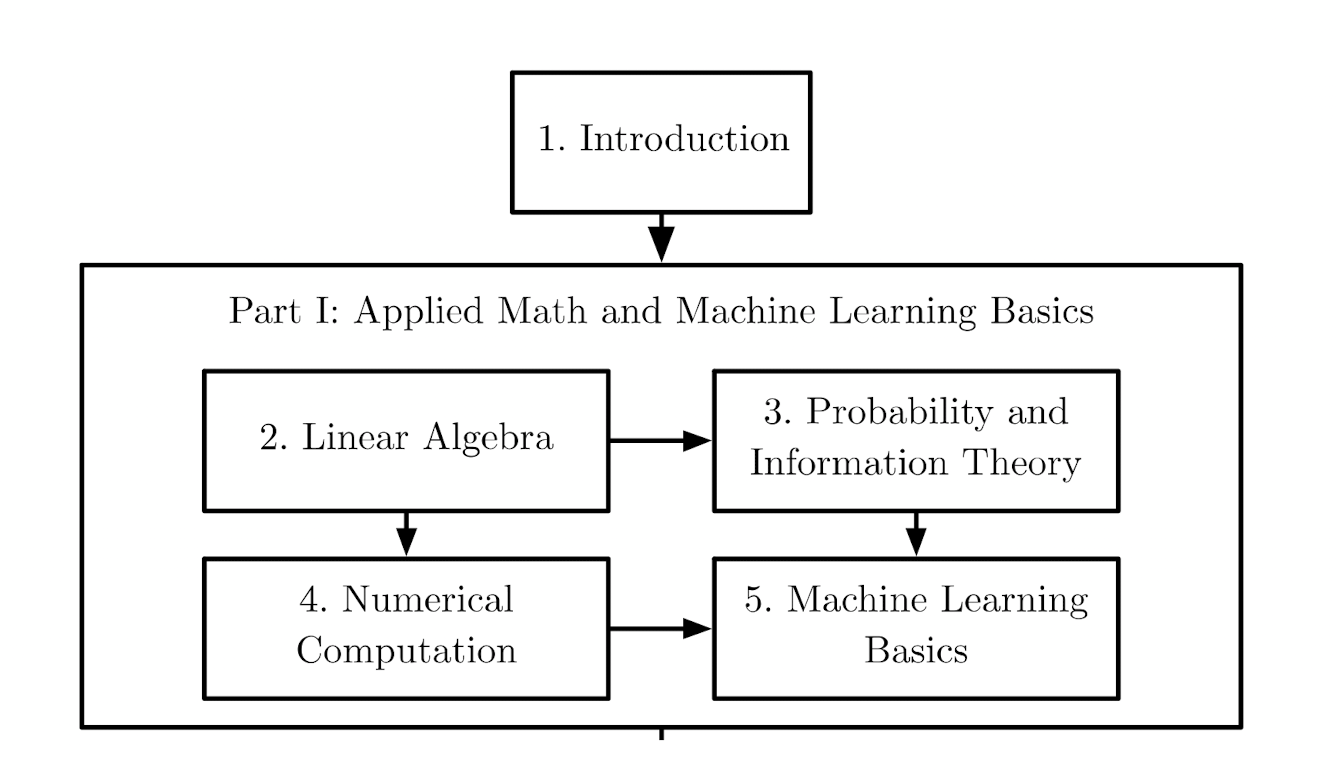 1. Introduction
Part I: Applied Math and Machine Learning Basics
2. Linear Algebra
3. Probability and
Information Theory
4. Numerical
Computation
5. Machine Learning
Basics